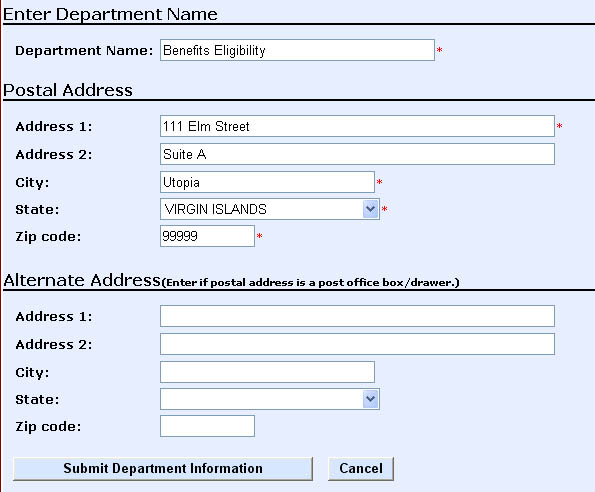 Enter Department Name
Department Name: Benefits Eligibility *
Postal Address
Address 1: 111 Elm Street *
Address 2: Suite A
City: Utopia *
State: VIRGIN ISLANDS *
Zip code: 99999 *
Alternate Address(Enter if postal address is a post office box/drawer.)
Address 1:
Address 2:
City:
State:
Zip code:
Submit Department Information Cancel